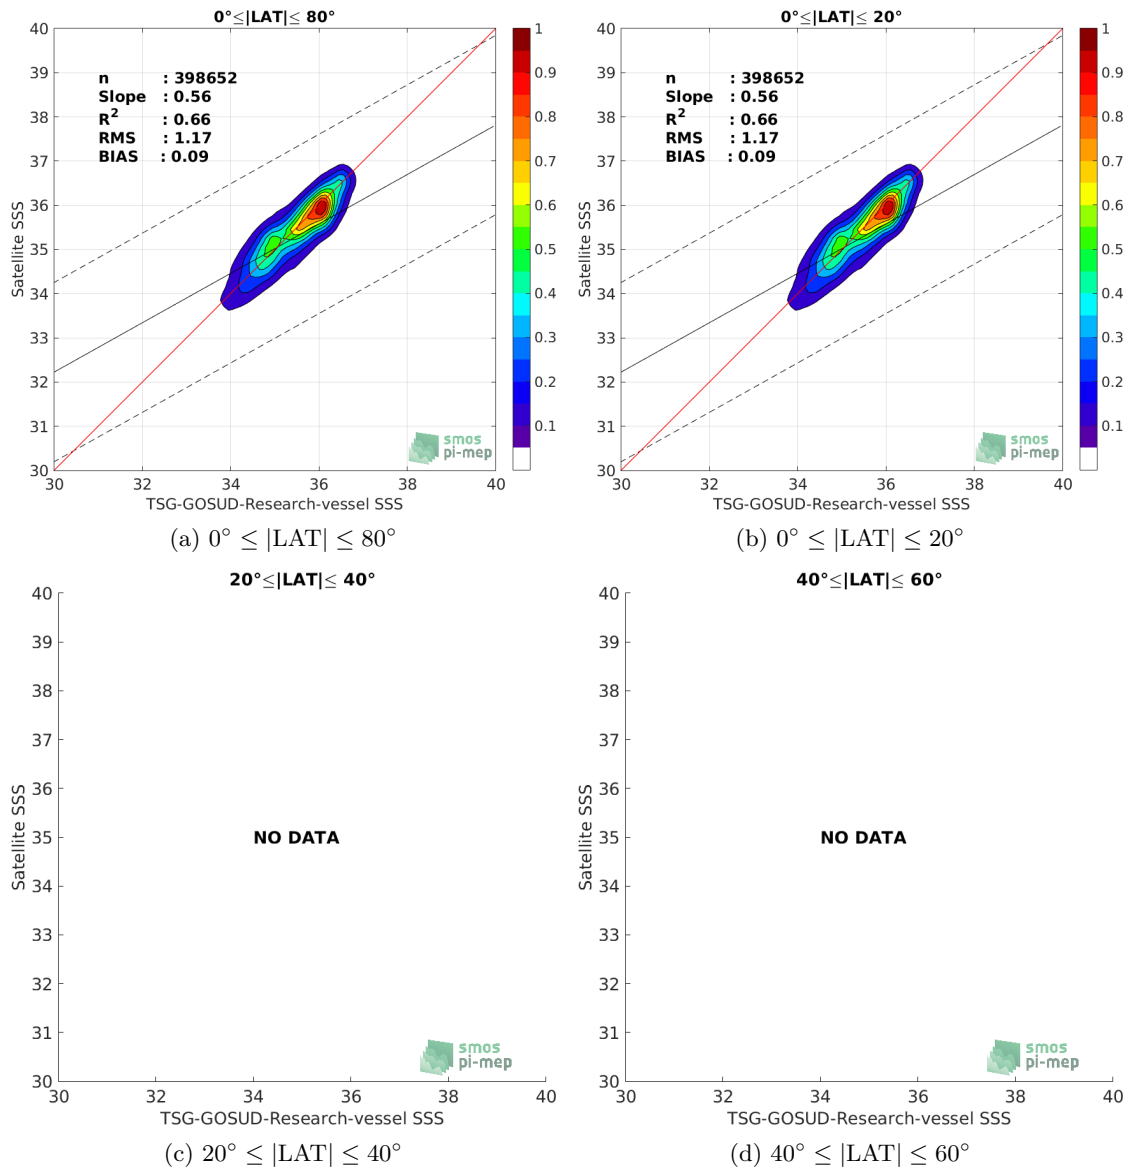 0°≤|LAT|≤ 80°
40
39
38
37
36
35
34
33
32
31
30
Satellite SSS
n : 398652
Slope : 0.56
R² : 0.66
RMS : 1.17
BIAS : 0.09
smos
pi-mep
30 32 34 36 38 40
TSG-GOSUD-Research-vessel SSS
1
0.9
0.8
0.7
0.6
0.5
0.4
0.3
0.2
0.1
(a) 0° ≤ |LAT| ≤ 80°
0°≤|LAT|≤ 20°
40
39
38
37
36
35
34
33
32
31
30
Satellite SSS
n : 398652
Slope : 0.56
R² : 0.66
RMS : 1.17
BIAS : 0.09
smos
pi-mep
30 32 34 36 38 40
TSG-GOSUD-Research-vessel SSS
1
0.9
0.8
0.7
0.6
0.5
0.4
0.3
0.2
0.1
(b) 0° ≤ |LAT| ≤ 20°
20°≤|LAT|≤ 40°
40
39
38
37
36
35
34
33
32
31
30
Satellite SSS
NO DATA
smos
pi-mep
30 32 34 36 38 40
TSG-GOSUD-Research-vessel SSS
(c) 20° ≤ |LAT| ≤ 40°
40°≤|LAT|≤ 60°
40
39
38
37
36
35
34
33
32
31
30
Satellite SSS
NO DATA
smos
pi-mep
30 32 34 36 38 40
TSG-GOSUD-Research-vessel SSS
(d) 40° ≤ |LAT| ≤ 60°